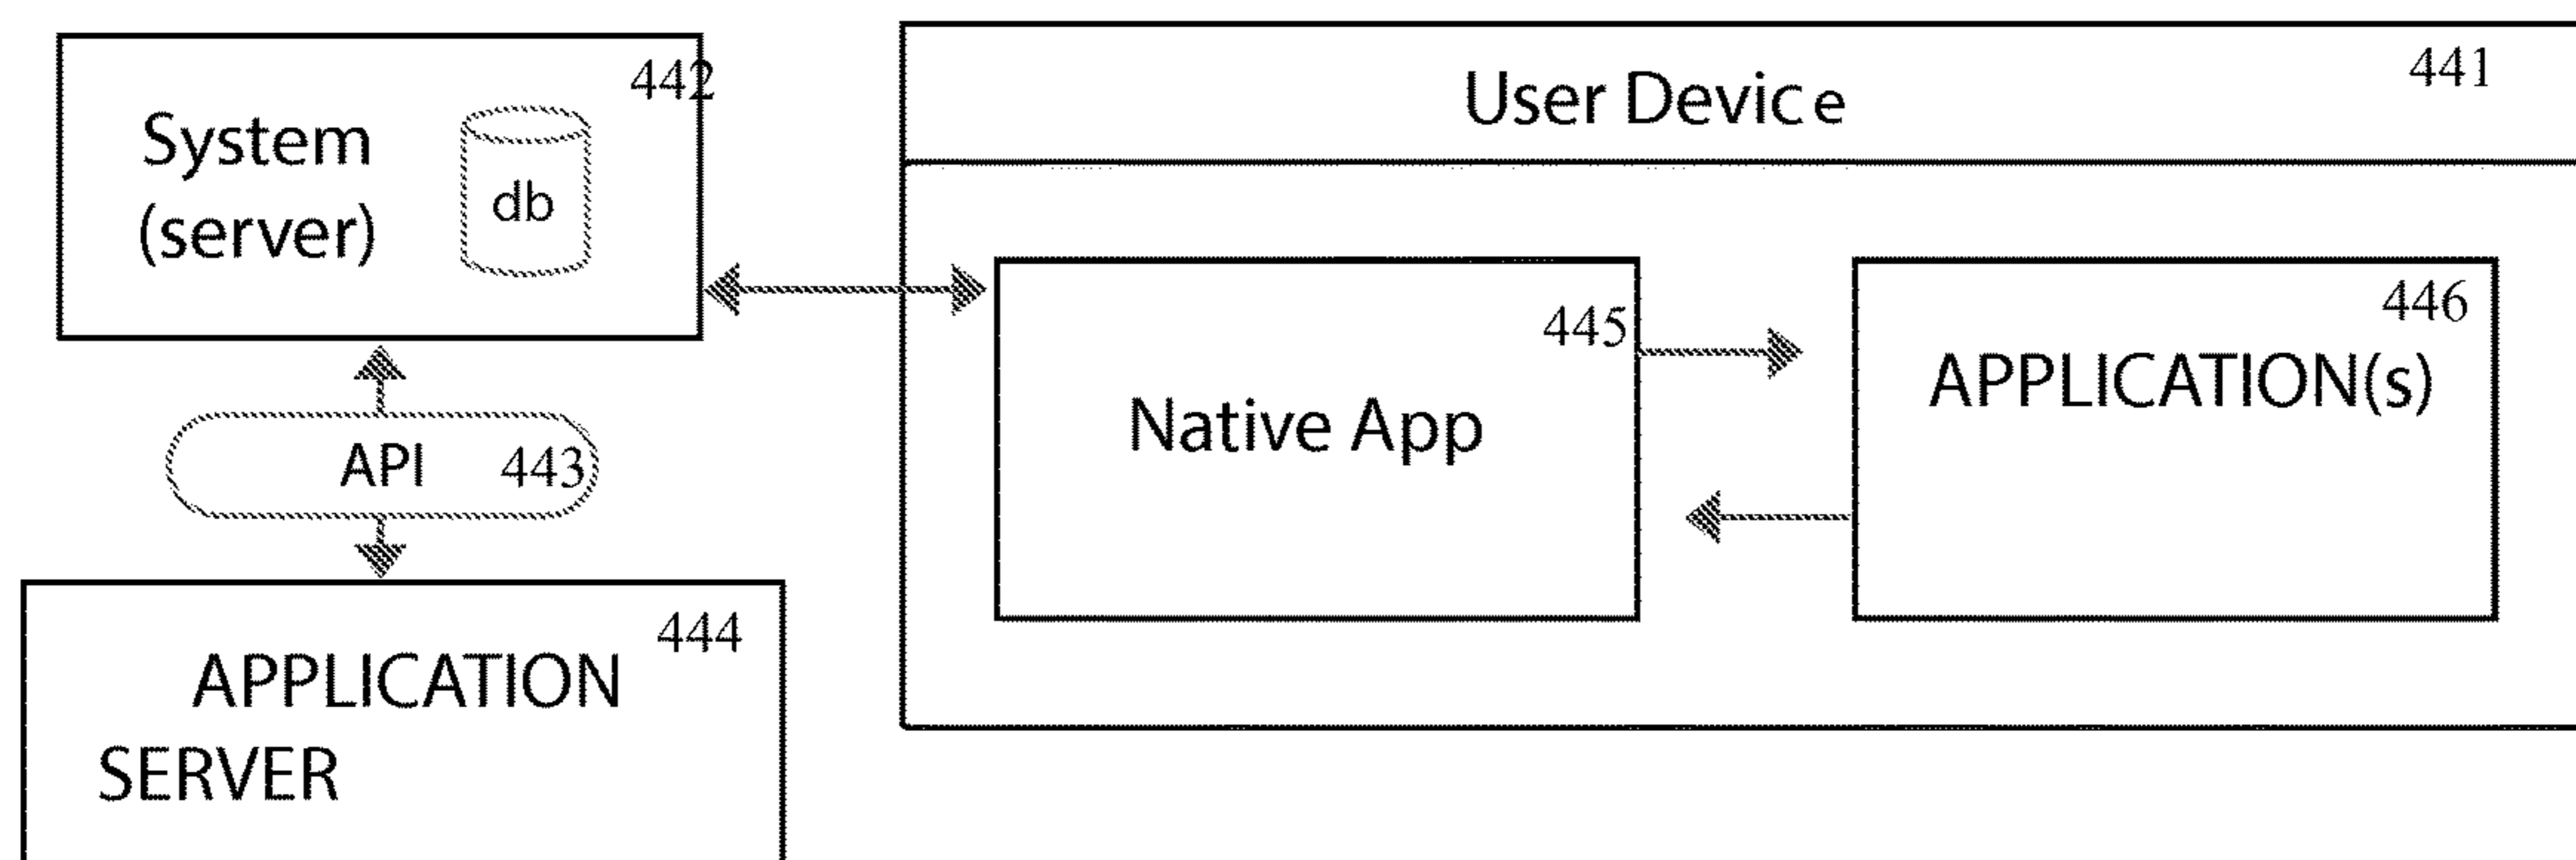 442
System
(server)
db
API 443
444
APPLICATION
SERVER
441
User Device
445
Native App
446
APPLICATION(s)